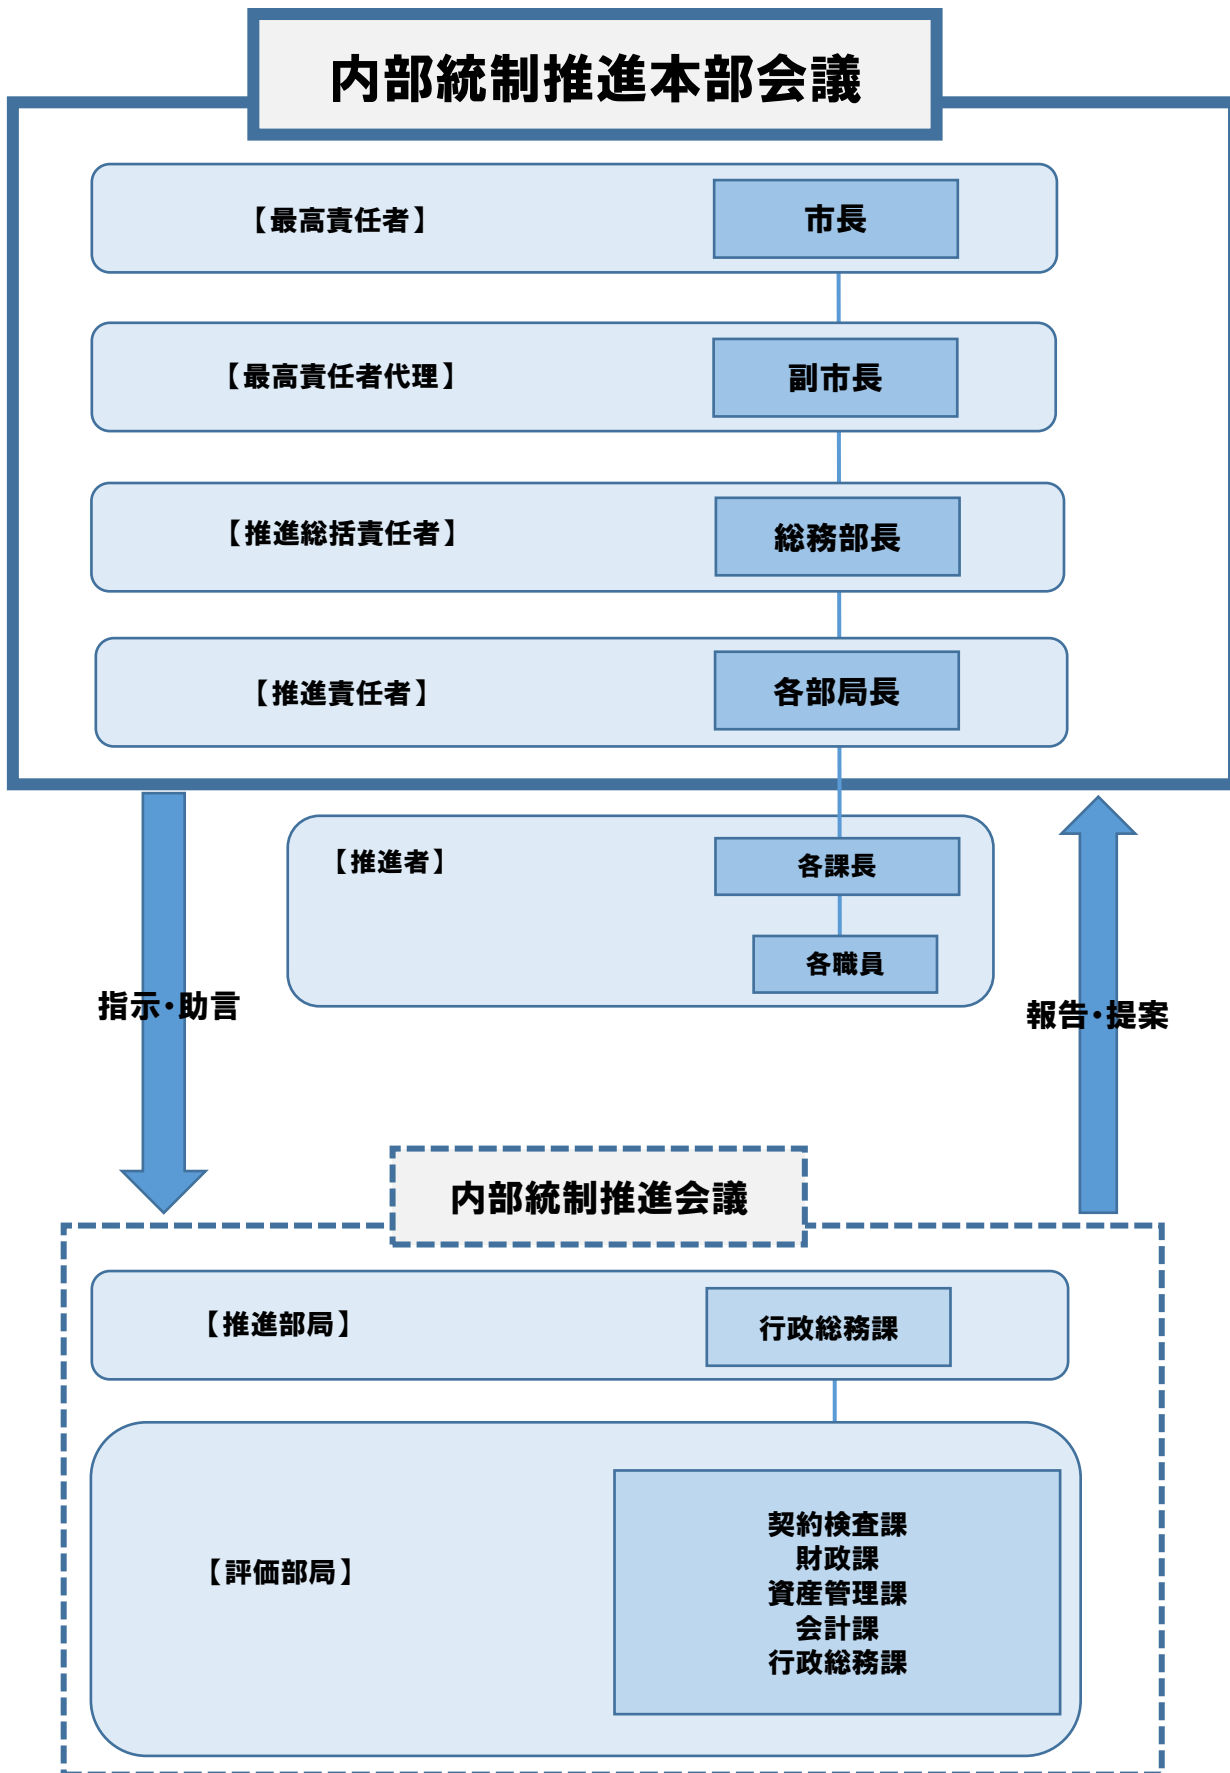 内部統制推進本部会議
【最高責任者】
市長
【最高責任者代理】
副市長
【推進総括責任者】
総務部長
【推進責任者】
各部局長
【推進者】
各課長
各職員
指示・助言
報告・提案
内部統制推進会議
【推進部局】
行政総務課
【評価部局】
契約検査課
財政課
資産管理課
会計課
行政総務課